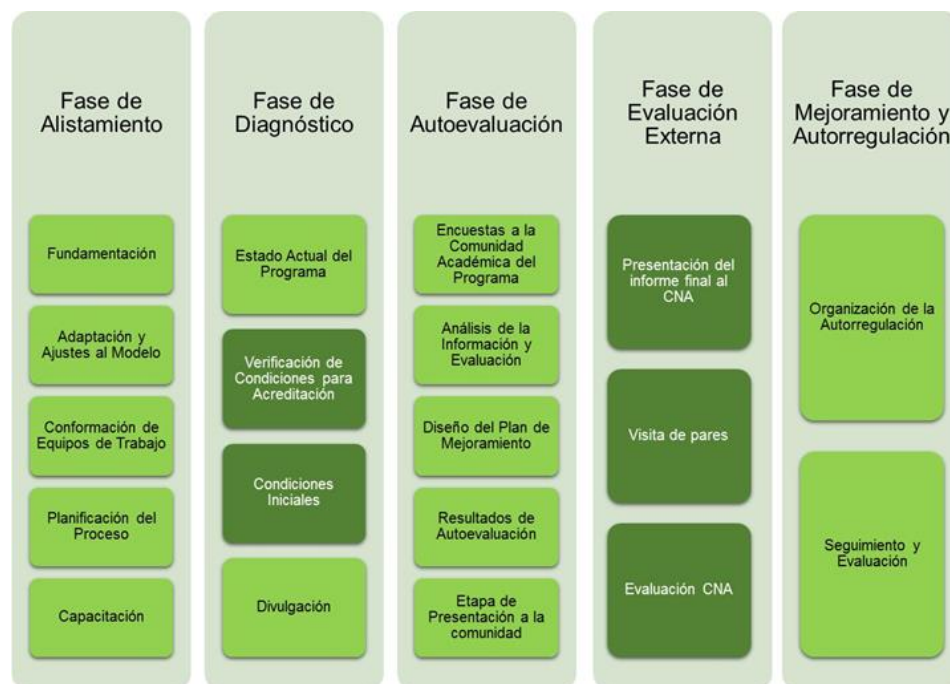 Fase de
Alistamiento
Fundamentación
Adaptación y
Ajustes al Modelo
Conformación de
Equipos de Trabajo
Planificación del
Proceso
Capacitación
Fase de
Diagnóstico
Estado Actual del
Programa
Verificación de
Condiciones para
Acreditación
Condiciones
Iniciales
Divulgación
Fase de
Autoevaluación
Encuestas a la
Comunidad
Académica del
Programa
Análisis de la
Información y
Evaluación
Diseño del Plan de
Mejoramiento
Resultados de
Autoevaluación
Etapa de
Presentación a la
comunidad
Fase de
Evaluación
Externa
Presentación del
informe final al
CNA
Visita de pares
Evaluación CNA
Fase de
Mejoramiento y
Autorregulación
Organización de la
Autorregulación
Seguimiento y
Evaluación